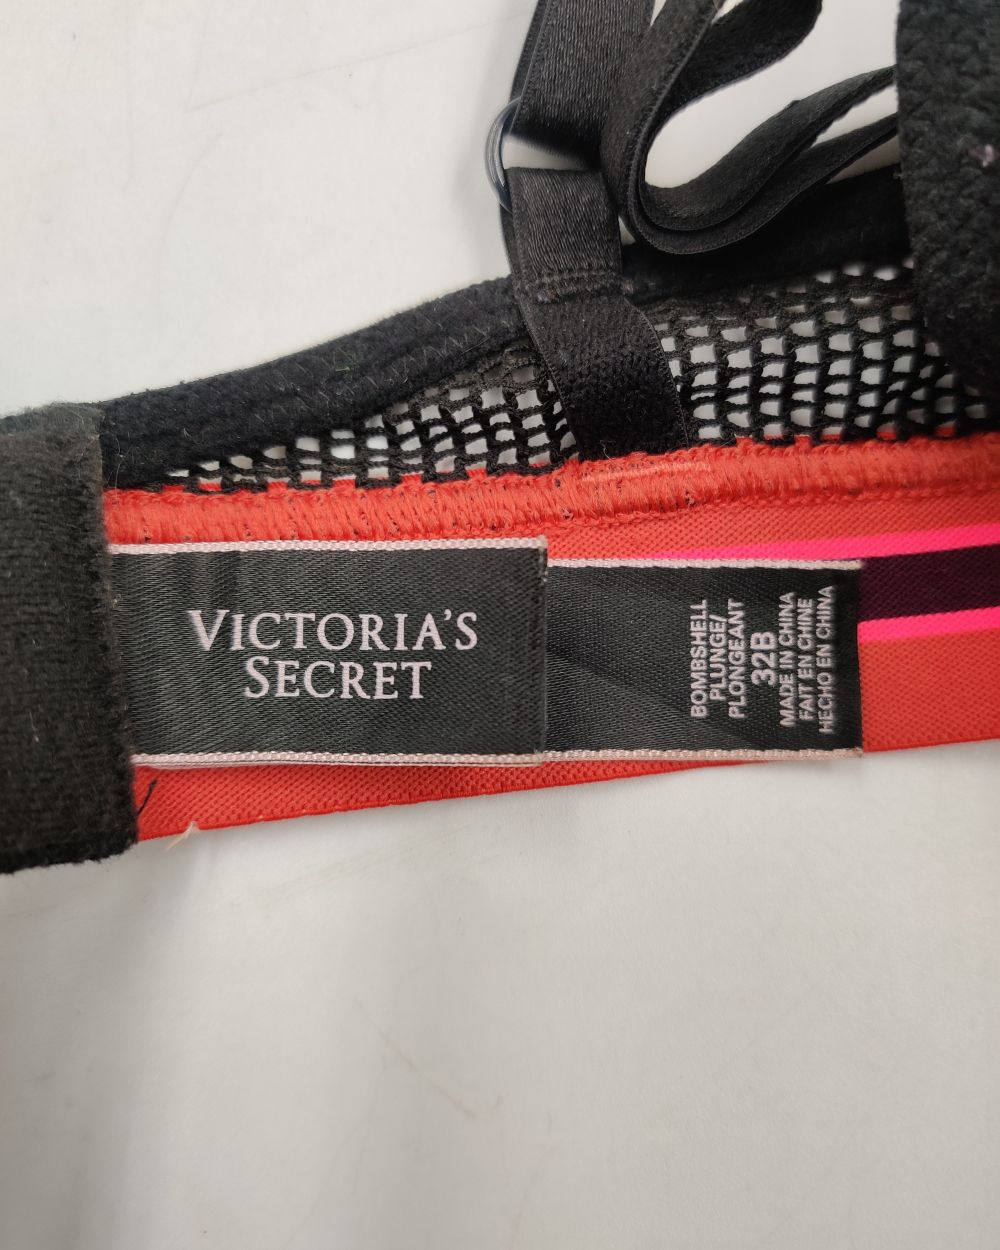 VICTORIA'S
SECRET
BOMBSHELL
PLUNGE/
PLONGEANT
32B
MADE IN CHINA
FAIT EN CHINE
HECHO EN CHINA